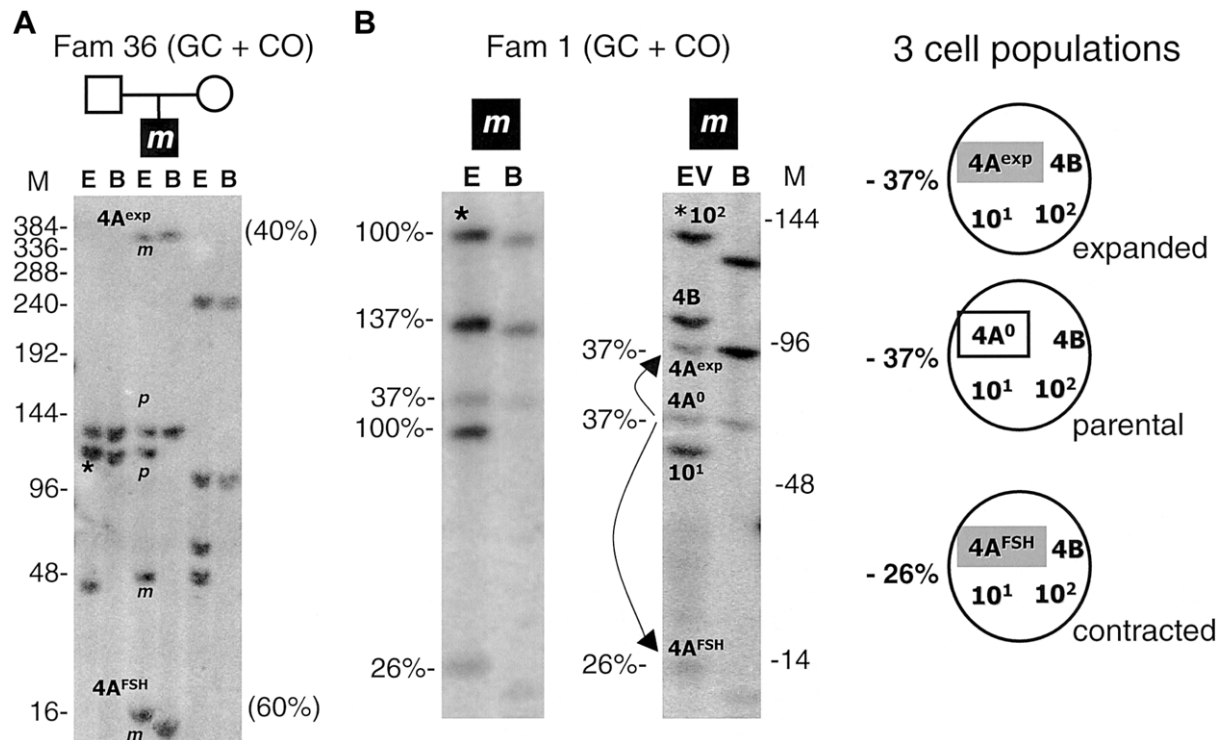 A
Fam 36 (GC + CO)
m
M E B E B E B
384-
336-
288-
240-
192-
144-
96-
48-
16-
4Aexp
m
(40%)
p
*
p
m
4AFSH
m
(60%)
B
Fam 1 (GC + CO)
m
E B
*
100%-
137%-
37%-
100%-
26%-
m
EV B M
*10²
4B
37%-
4Aexp
4A⁰
37%-
10¹
4AFSH
26%-
-144
-96
-48
-14
3 cell populations
- 37%
4Aexp 4B
10¹ 10²
expanded
- 37%
4A⁰ 4B
10¹ 10²
parental
- 26%
4AFSH 4B
10¹ 10²
contracted